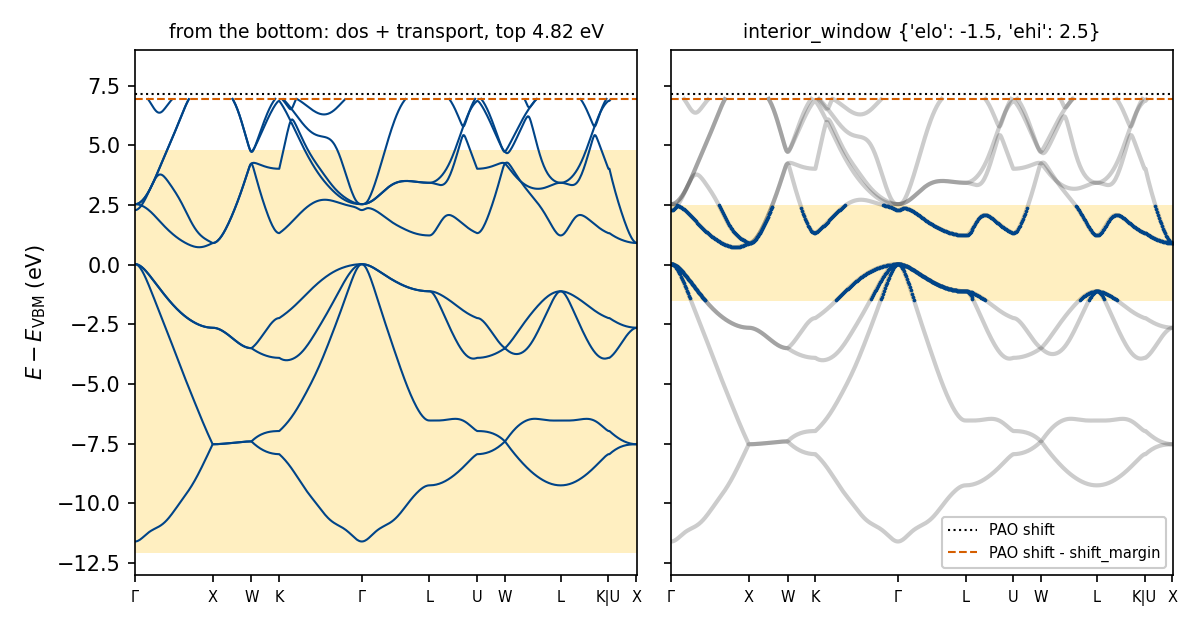 from the bottom: dos + transport, top 4.82 eV
interior_window {'elo': -1.5, 'ehi': 2.5}
7.5
5.0
2.5
0.0
−2.5
−5.0
−7.5
−10.0
−12.5
E − E_VBM (eV)
PAO shift
PAO shift - shift_margin
Γ X W K Γ L U W L K|U X
Γ X W K Γ L U W L K|U X